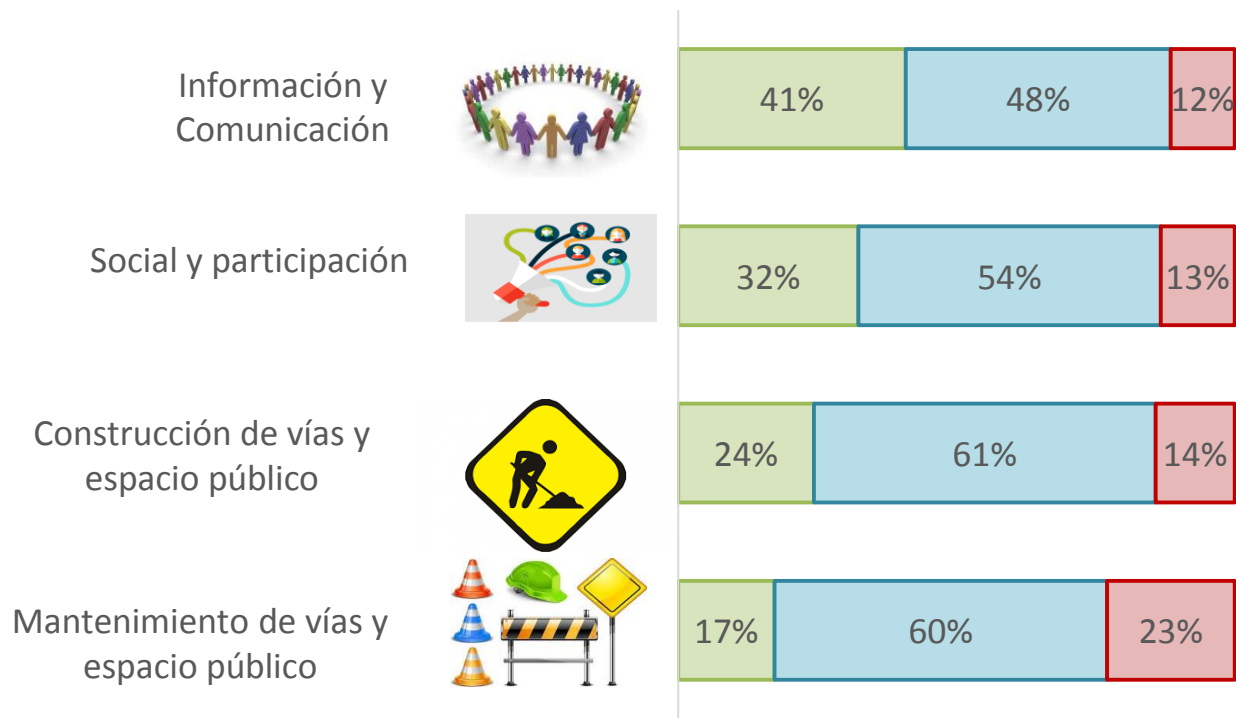 Información y
Comunicación
41% 48% 12%
Social y participación
32% 54% 13%
Construcción de vías y
espacio público
24% 61% 14%
Mantenimiento de vías y
espacio público
17% 60% 23%